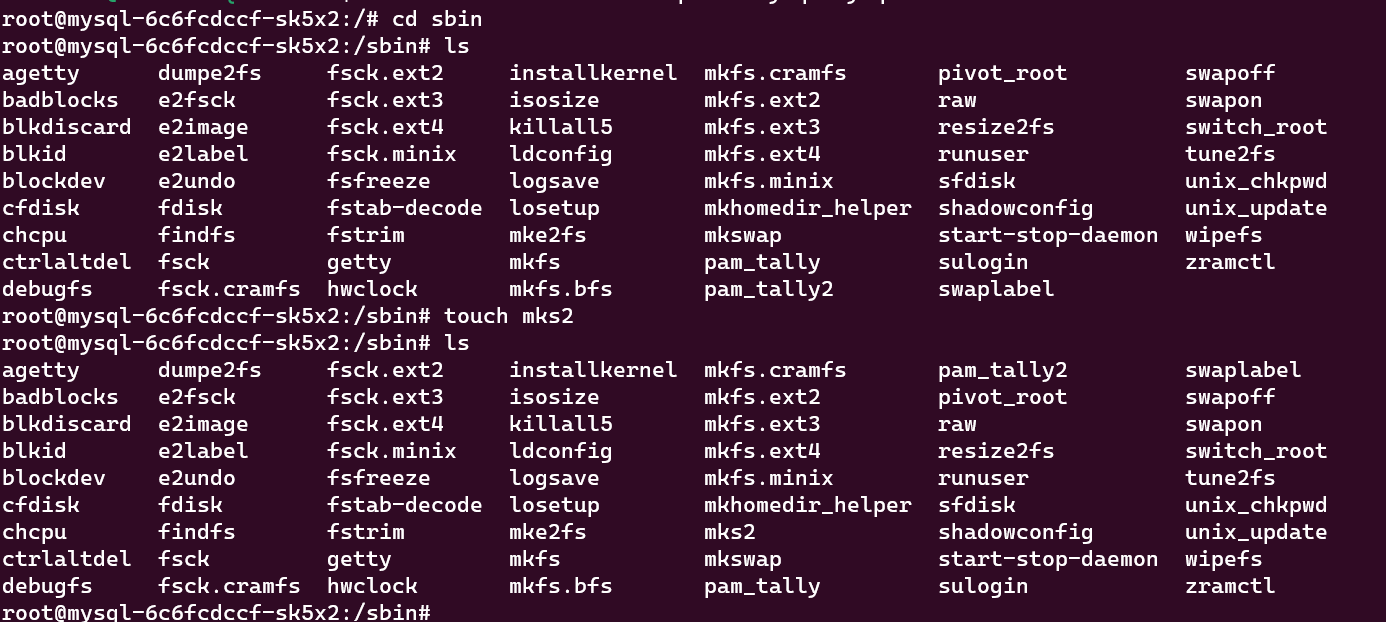 root@mysql-6c6fcdccf-sk5x2:/# cd sbin
root@mysql-6c6fcdccf-sk5x2:/sbin# ls
agetty dumpe2fs fsck.ext2 installkernel mkfs.cramfs pivot_root swapoff
badblocks e2fsck fsck.ext3 isosize mkfs.ext2 raw swapon
blkdiscard e2image fsck.ext4 killall5 mkfs.ext3 resize2fs switch_root
blkid e2label fsck.minix ldconfig mkfs.ext4 runuser tune2fs
blockdev e2undo fsfreeze logsave mkfs.minix sfdisk unix_chkpwd
cfdisk fdisk fstab-decode losetup mkhomedir_helper shadowconfig unix_update
chcpu findfs fstrim mke2fs mkswap start-stop-daemon wipefs
ctrlaltdel fsck getty mkfs pam_tally sulogin zramctl
debugfs fsck.cramfs hwclock mkfs.bfs pam_tally2 swaplabel
root@mysql-6c6fcdccf-sk5x2:/sbin# touch mks2
root@mysql-6c6fcdccf-sk5x2:/sbin# ls
agetty dumpe2fs fsck.ext2 installkernel mkfs.cramfs pam_tally2 swaplabel
badblocks e2fsck fsck.ext3 isosize mkfs.ext2 pivot_root swapoff
blkdiscard e2image fsck.ext4 killall5 mkfs.ext3 raw swapon
blkid e2label fsck.minix ldconfig mkfs.ext4 resize2fs switch_root
blockdev e2undo fsfreeze logsave mkfs.minix runuser tune2fs
cfdisk fdisk fstab-decode losetup mkhomedir_helper sfdisk unix_chkpwd
chcpu findfs fstrim mke2fs mks2 shadowconfig unix_update
ctrlaltdel fsck getty mkfs mkswap start-stop-daemon wipefs
debugfs fsck.cramfs hwclock mkfs.bfs pam_tally sulogin zramctl
root@mysql-6c6fcdccf-sk5x2:/sbin#